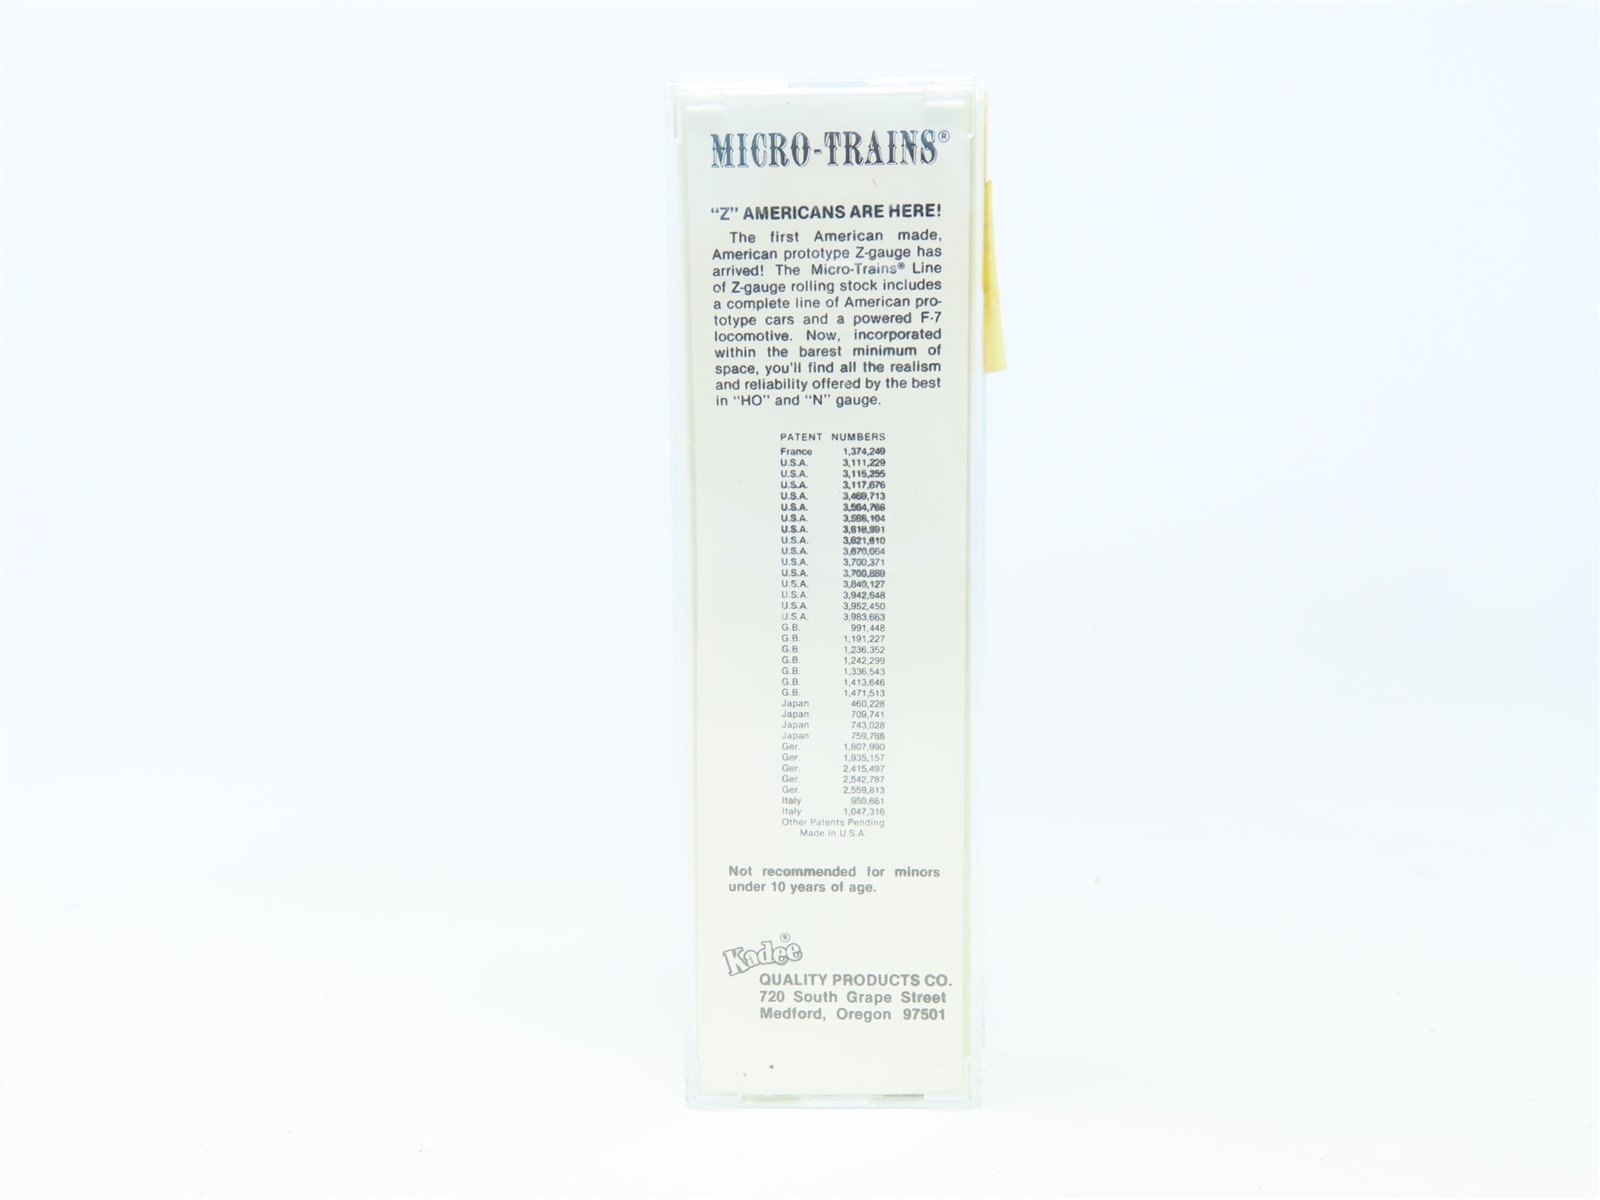 MICRO-TRAINS®
"Z" AMERICANS ARE HERE!
The first American made,
American prototype Z-gauge has
arrived! The Micro-Trains® Line
of Z-gauge rolling stock includes
a complete line of American pro-
totype cars and a powered F-7
locomotive. Now, incorporated
within the barest minimum of
space, you'll find all the realism
and reliability offered by the best
in "HO" and "N" gauge.
PATENT NUMBERS
France 1,374,249
U.S.A. 3,111,229
U.S.A. 3,115,255
U.S.A. 3,117,676
U.S.A. 3,469,713
U.S.A.
U.S.A. 3,566,104
U.S.A.
U.S.A. 3,621,610
U.S.A. 3,670,064
U.S.A. 3,700,371
U.S.A.
U.S.A. 3,840,127
U.S.A. 3,942,648
U.S.A. 3,952,450
U.S.A. 3,983,663
G.B. 991,448
G.B. 1,191,227
G.B. 1,236,352
G.B. 1,242,299
G.B. 1,336,543
G.B. 1,413,646
G.B. 1,471,513
Japan 460,228
Japan 709,741
Japan 743,028
Japan 759,788
Ger. 1,807,990
Ger. 1,935,157
Ger. 2,415,497
Ger. 2,542,787
Ger. 2,559,813
Italy 950,661
Italy 1,047,316
Other Patents Pending
Made in U.S.A.
Not recommended for minors
under 10 years of age.
Kadee®
QUALITY PRODUCTS CO.
720 South Grape Street
Medford, Oregon 97501